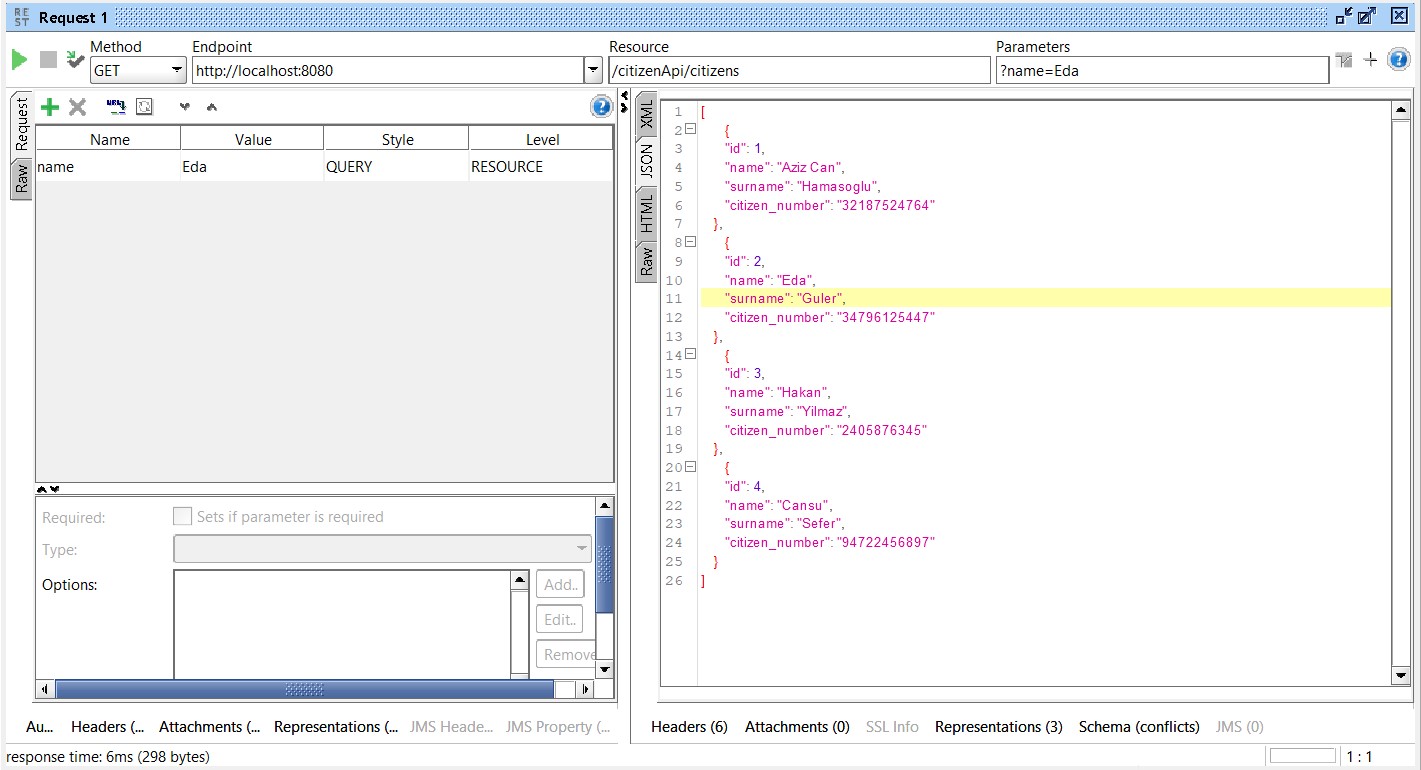 RE
ST
Request 1
Method
Endpoint
Resource
Parameters
GET
http://localhost:8080
/citizenApi/citizens
?name=Eda
Request
Raw
Name Value Style Level
name Eda QUERY RESOURCE
Required: Sets if parameter is required
Type:
Options:
Add..
Edit..
Remove
Au... Headers (... Attachments (... Representations (... JMS Heade... JMS Property (...
XML
JSON
HTML
Raw
1 [
2 {
3 "id": 1,
4 "name": "Aziz Can",
5 "surname": "Hamasoglu",
6 "citizen_number": "32187524764"
7 },
8 {
9 "id": 2,
10 "name": "Eda",
11 "surname": "Guler",
12 "citizen_number": "34796125447"
13 },
14 {
15 "id": 3,
16 "name": "Hakan",
17 "surname": "Yilmaz",
18 "citizen_number": "2405876345"
19 },
20 {
21 "id": 4,
22 "name": "Cansu",
23 "surname": "Sefer",
24 "citizen_number": "94722456897"
25 }
26 ]
Headers (6) Attachments (0) SSL Info Representations (3) Schema (conflicts) JMS (0)
response time: 6ms (298 bytes)
1 : 1